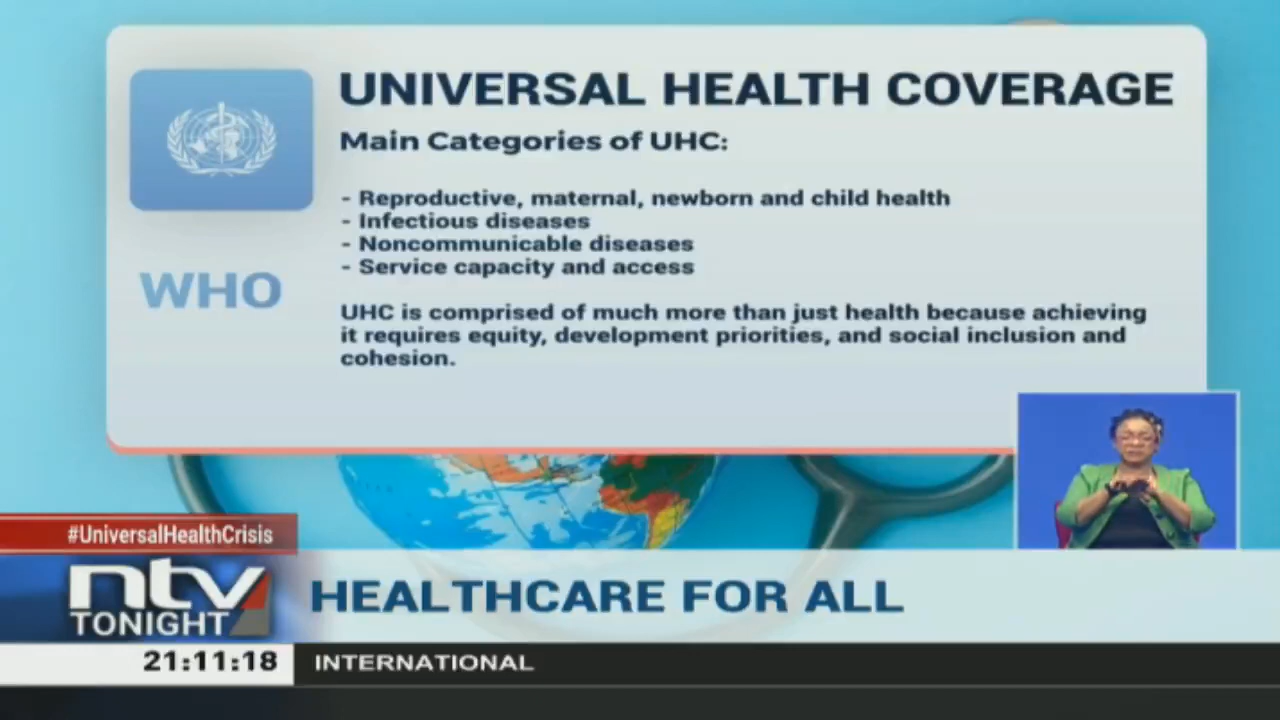 UNIVERSAL HEALTH COVERAGE
Main Categories of UHC:
- Reproductive, maternal, newborn and child health
- Infectious diseases
- Noncommunicable diseases
- Service capacity and access
WHO
UHC is comprised of much more than just health because achieving
it requires equity, development priorities, and social inclusion and
cohesion.
#UniversalHealthCrisis
ntv
TONIGHT
HEALTHCARE FOR ALL
21:11:18
INTERNATIONAL